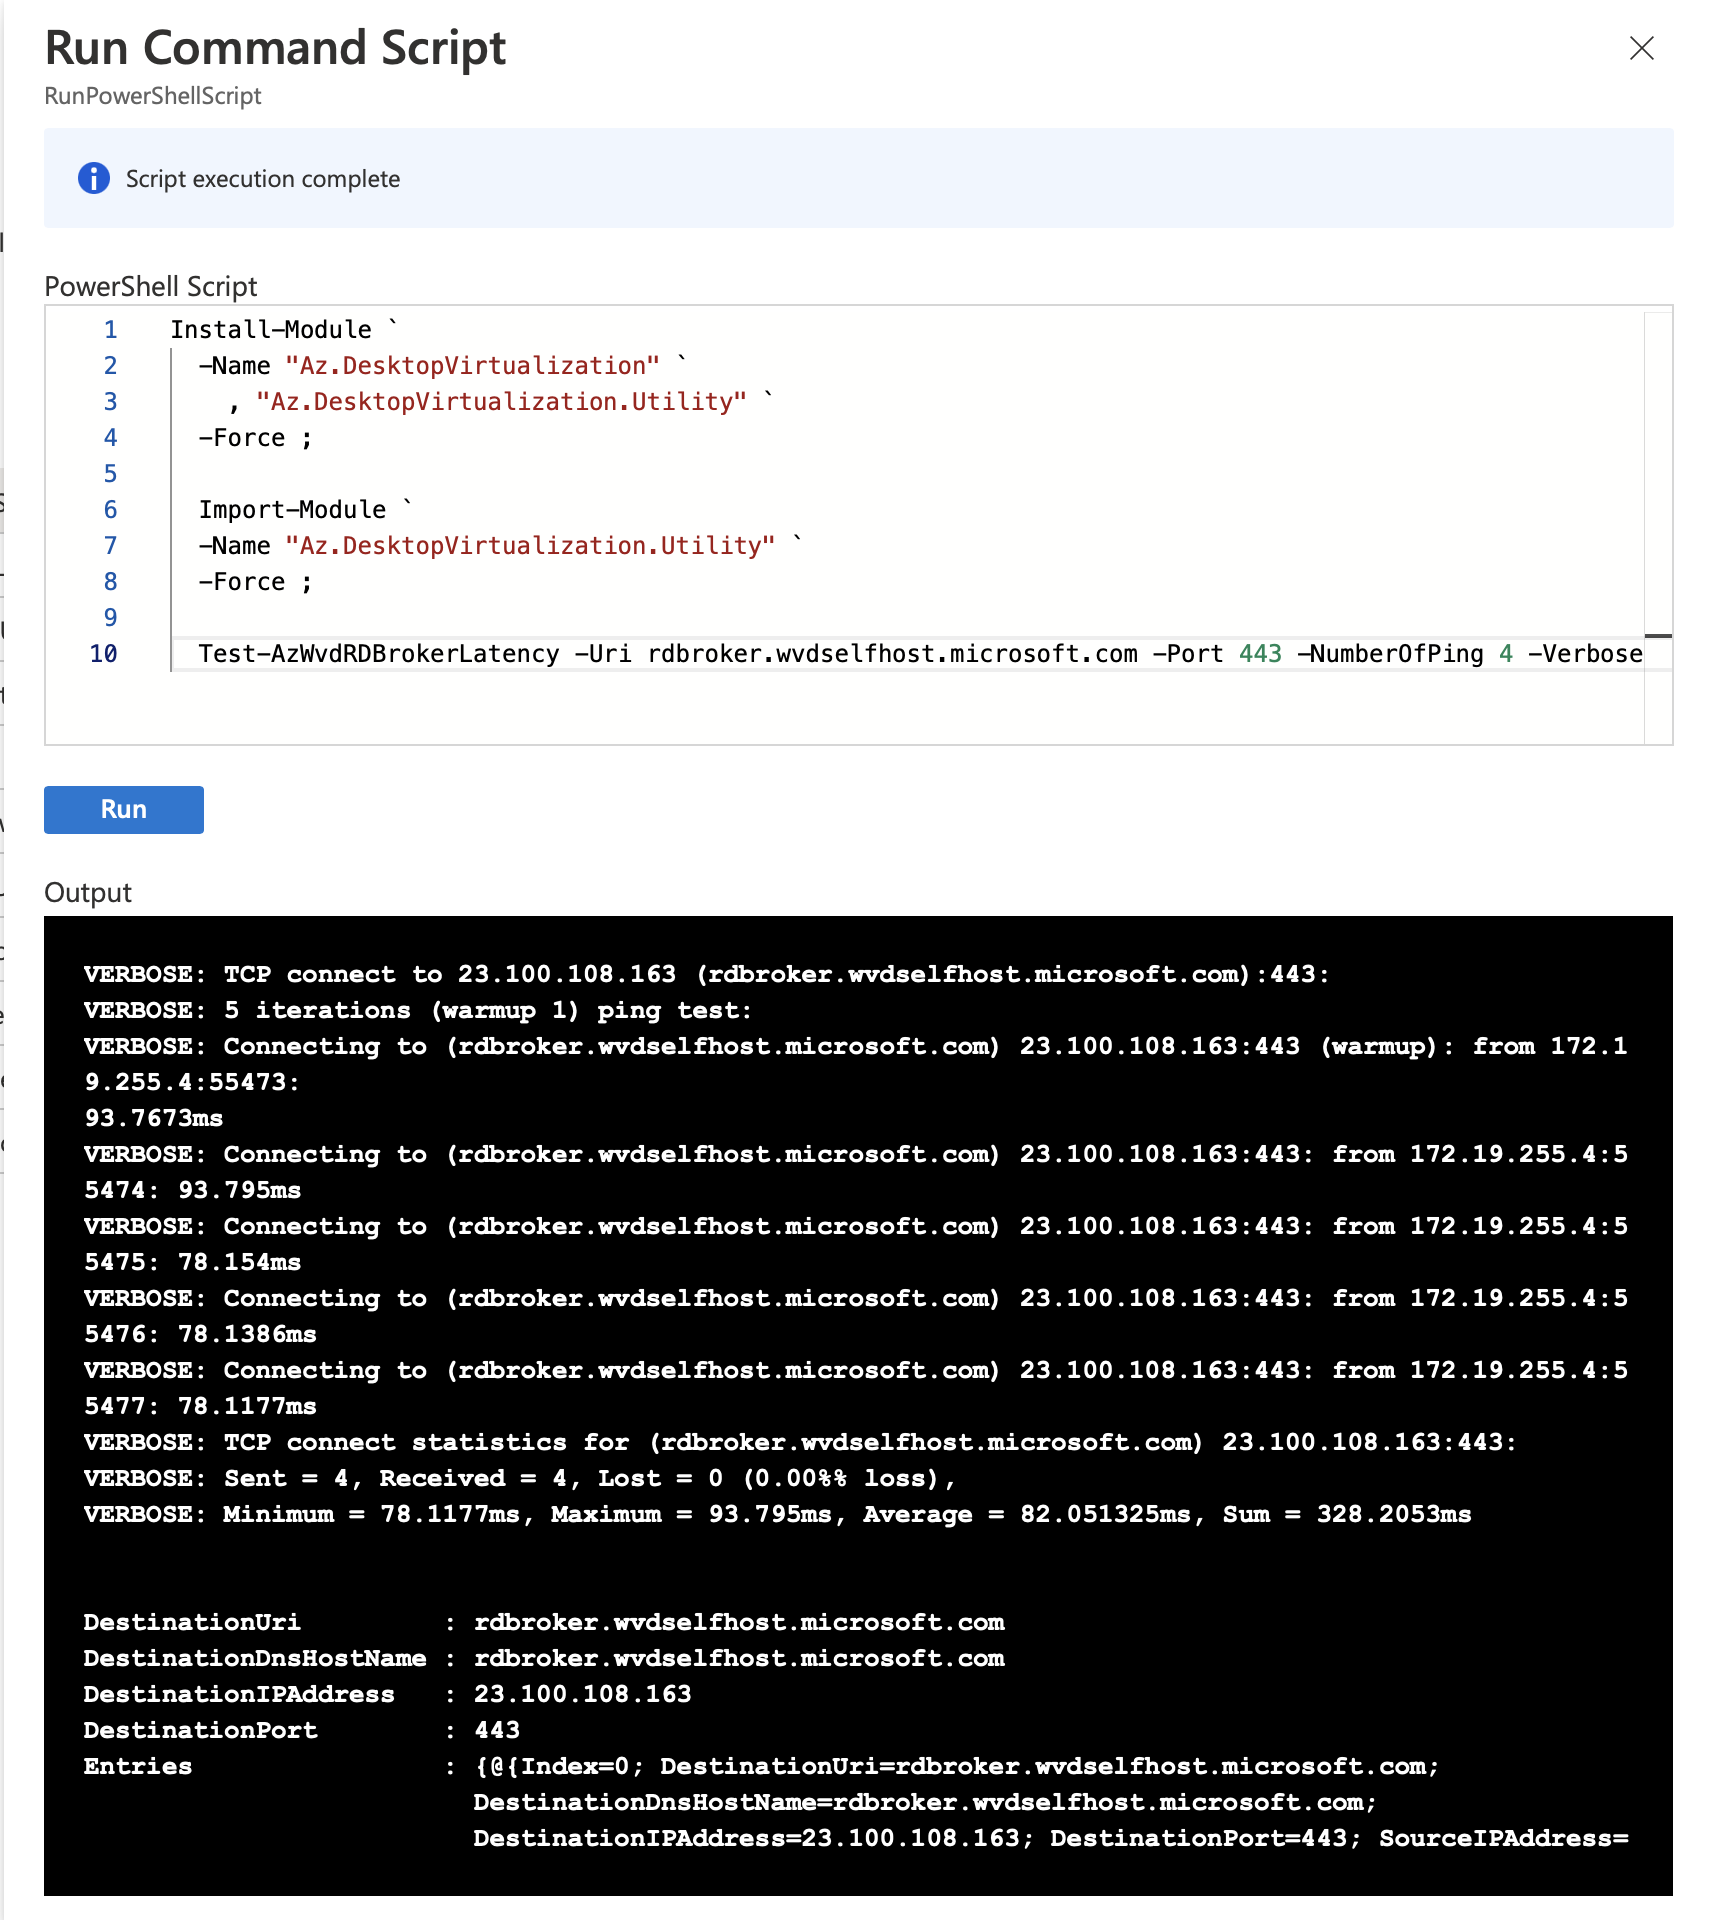 Run Command Script
RunPowerShellScript
Script execution complete
PowerShell Script
1 Install-Module `
2 -Name "Az.DesktopVirtualization" `
3 , "Az.DesktopVirtualization.Utility" `
4 -Force ;
5
6 Import-Module `
7 -Name "Az.DesktopVirtualization.Utility" `
8 -Force ;
9
10 Test-AzWvdRDBrokerLatency -Uri rdbroker.wvdselfhost.microsoft.com -Port 443 -NumberOfPing 4 -Verbose
Run
Output
VERBOSE: TCP connect to 23.100.108.163 (rdbroker.wvdselfhost.microsoft.com):443:
VERBOSE: 5 iterations (warmup 1) ping test:
VERBOSE: Connecting to (rdbroker.wvdselfhost.microsoft.com) 23.100.108.163:443 (warmup): from 172.1
9.255.4:55473:
93.7673ms
VERBOSE: Connecting to (rdbroker.wvdselfhost.microsoft.com) 23.100.108.163:443: from 172.19.255.4:5
5474: 93.795ms
VERBOSE: Connecting to (rdbroker.wvdselfhost.microsoft.com) 23.100.108.163:443: from 172.19.255.4:5
5475: 78.154ms
VERBOSE: Connecting to (rdbroker.wvdselfhost.microsoft.com) 23.100.108.163:443: from 172.19.255.4:5
5476: 78.1386ms
VERBOSE: Connecting to (rdbroker.wvdselfhost.microsoft.com) 23.100.108.163:443: from 172.19.255.4:5
5477: 78.1177ms
VERBOSE: TCP connect statistics for (rdbroker.wvdselfhost.microsoft.com) 23.100.108.163:443:
VERBOSE: Sent = 4, Received = 4, Lost = 0 (0.00%% loss),
VERBOSE: Minimum = 78.1177ms, Maximum = 93.795ms, Average = 82.051325ms, Sum = 328.2053ms
DestinationUri : rdbroker.wvdselfhost.microsoft.com
DestinationDnsHostName : rdbroker.wvdselfhost.microsoft.com
DestinationIPAddress : 23.100.108.163
DestinationPort : 443
Entries : {@{Index=0; DestinationUri=rdbroker.wvdselfhost.microsoft.com;
DestinationDnsHostName=rdbroker.wvdselfhost.microsoft.com;
DestinationIPAddress=23.100.108.163; DestinationPort=443; SourceIPAddress=